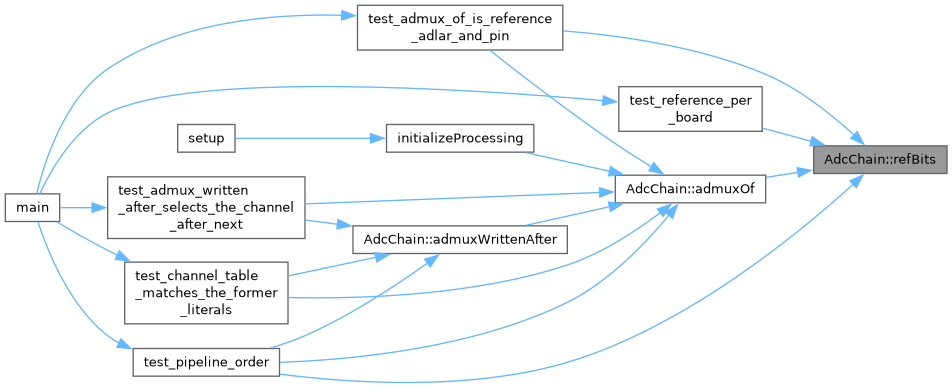 test_admux_of_is_reference
_adlar_and_pin
test_reference_per
_board
setup
initializeProcessing
AdcChain::refBits
test_admux_written
_after_selects_the_channel
_after_next
AdcChain::admuxOf
main
AdcChain::admuxWrittenAfter
test_channel_table
_matches_the_former
_literals
test_pipeline_order